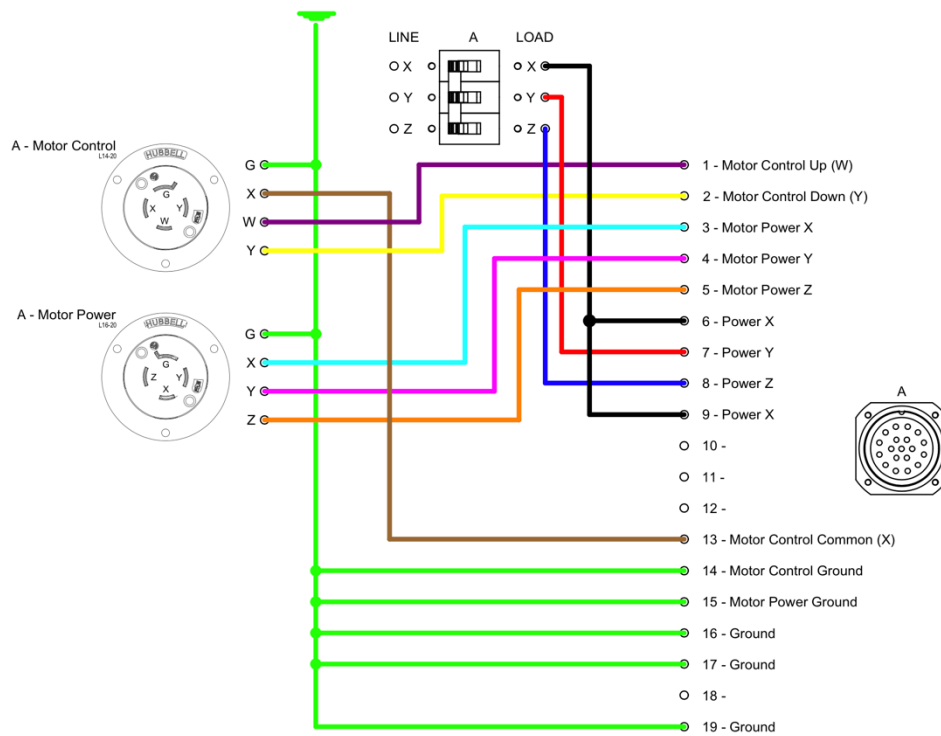 LINE A LOAD
X X
Y Y
Z Z
A - Motor Control
L14-20
HUBBELL
G
X Y
W
G
X
W
Y
A - Motor Power
L16-20
HUBBELL
G
Z Y
X
G
X
Y
Z
1 - Motor Control Up (W)
2 - Motor Control Down (Y)
3 - Motor Power X
4 - Motor Power Y
5 - Motor Power Z
6 - Power X
7 - Power Y
8 - Power Z
9 - Power X
10 -
11 -
12 -
13 - Motor Control Common (X)
14 - Motor Control Ground
15 - Motor Power Ground
16 - Ground
17 - Ground
18 -
19 - Ground
A